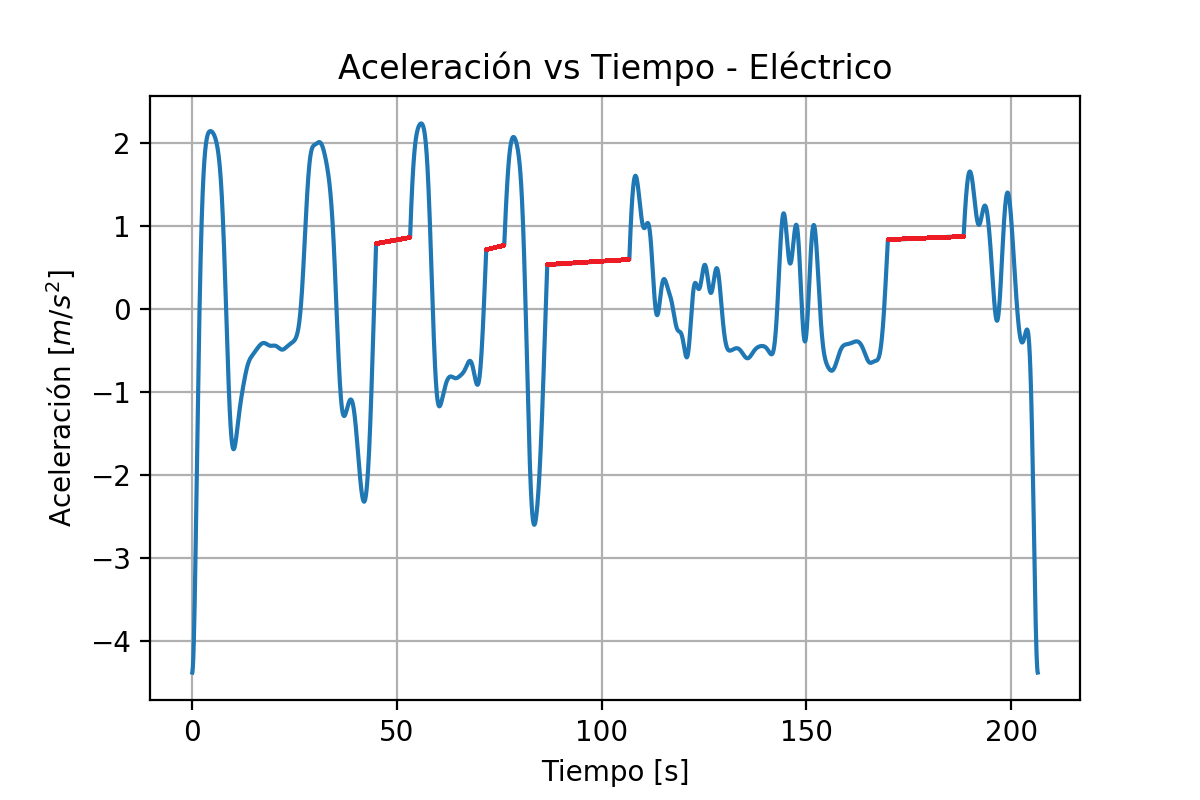 Aceleración vs Tiempo - Eléctrico
Aceleración [m/s²]
2
1
0
−1
−2
−3
−4
0 50 100 150 200
Tiempo [s]